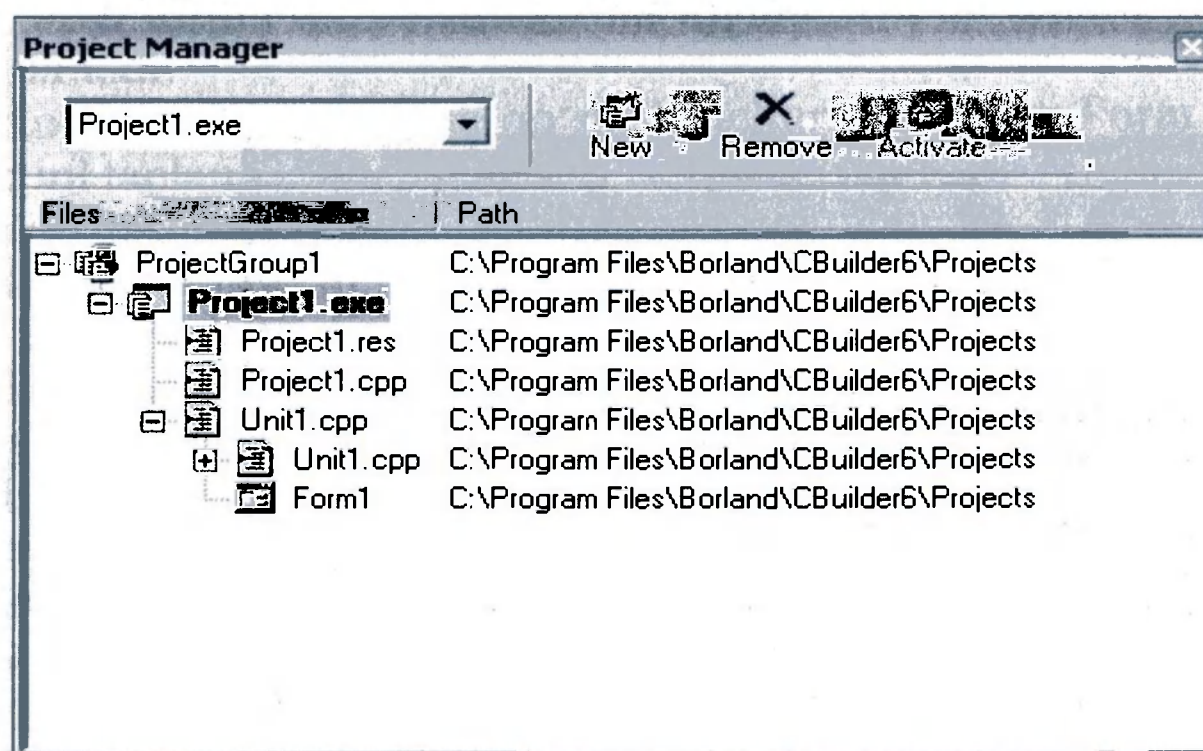 Project Manager
Project1.exe
New Remove Activate
Files Path
ProjectGroup1 C:\Program Files\Borland\CBuilder6\Projects
Project1.exe C:\Program Files\Borland\CBuilder6\Projects
Project1.res C:\Program Files\Borland\CBuilder6\Projects
Project1.cpp C:\Program Files\Borland\CBuilder6\Projects
Unit1.cpp C:\Program Files\Borland\CBuilder6\Projects
Unit1.cpp C:\Program Files\Borland\CBuilder6\Projects
Form1 C:\Program Files\Borland\CBuilder6\Projects